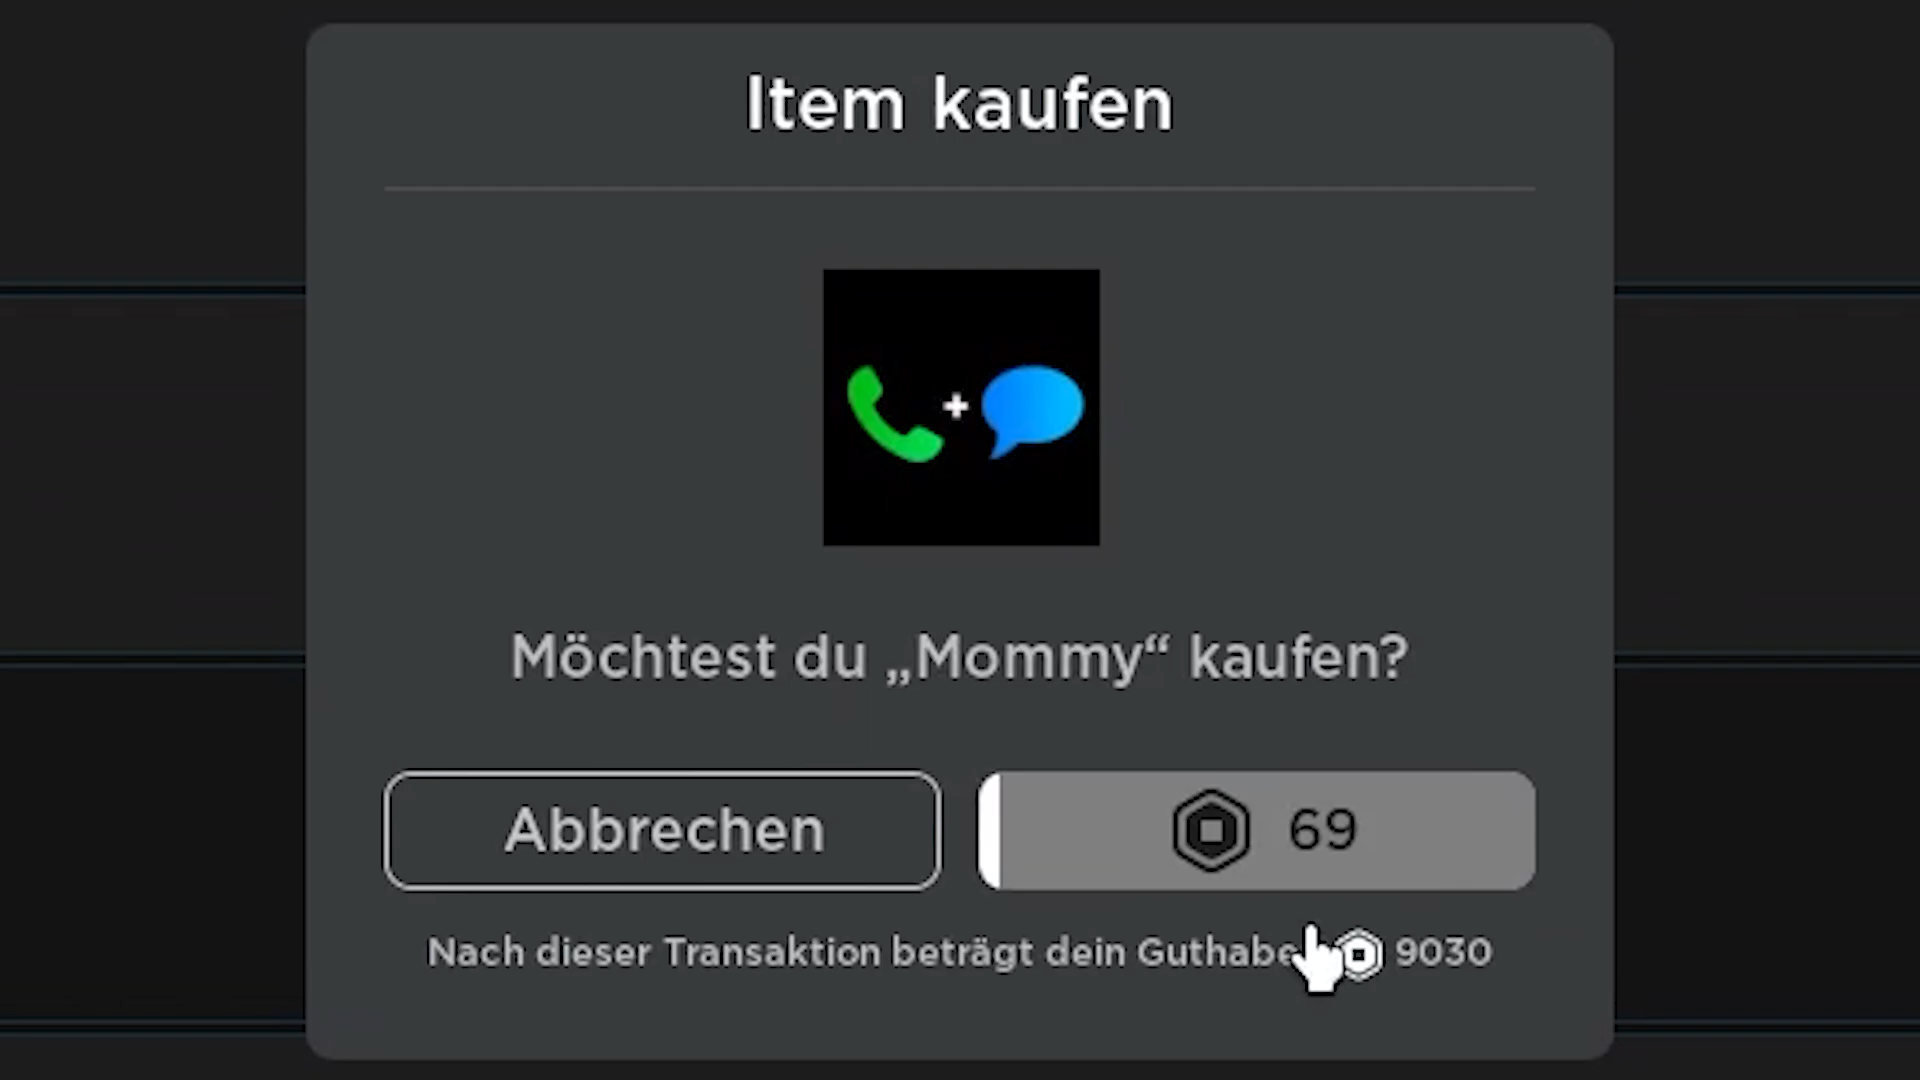 Item kaufen
+
Möchtest du „Mommy“ kaufen?
Abbrechen
69
Nach dieser Transaktion beträgt dein Guthabe 9030